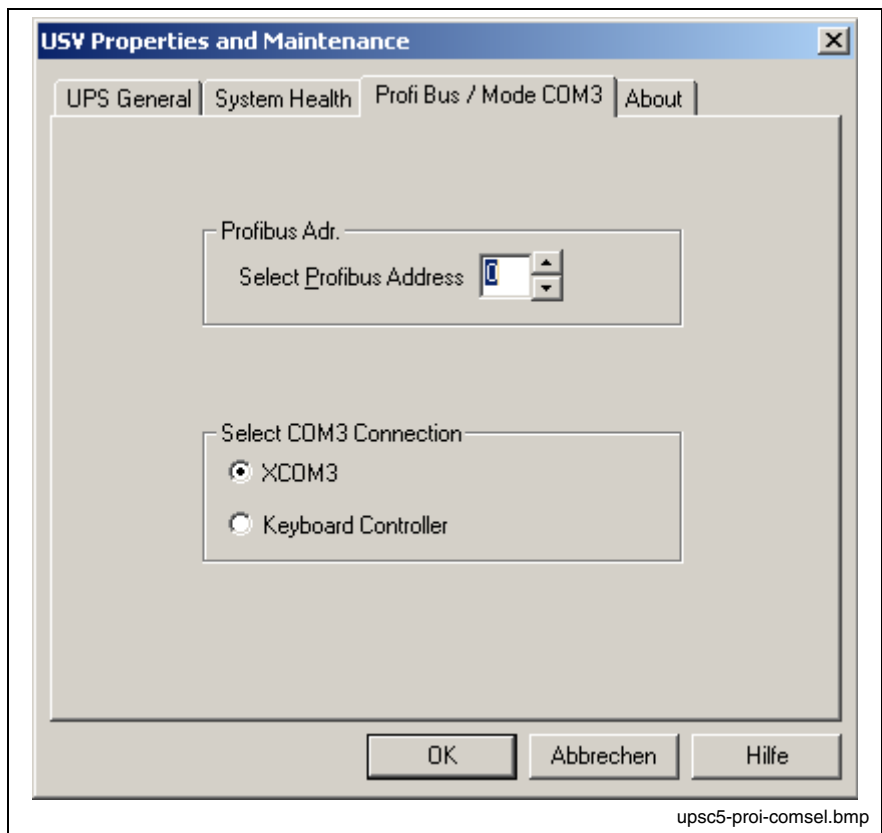 USV Properties and Maintenance
UPS General System Health Profi Bus / Mode COM3 About
Profibus Adr.
Select Profibus Address 0
Select COM3 Connection
XCOM3
Keyboard Controller
OK Abbrechen Hilfe
upsc5-proi-comsel.bmp